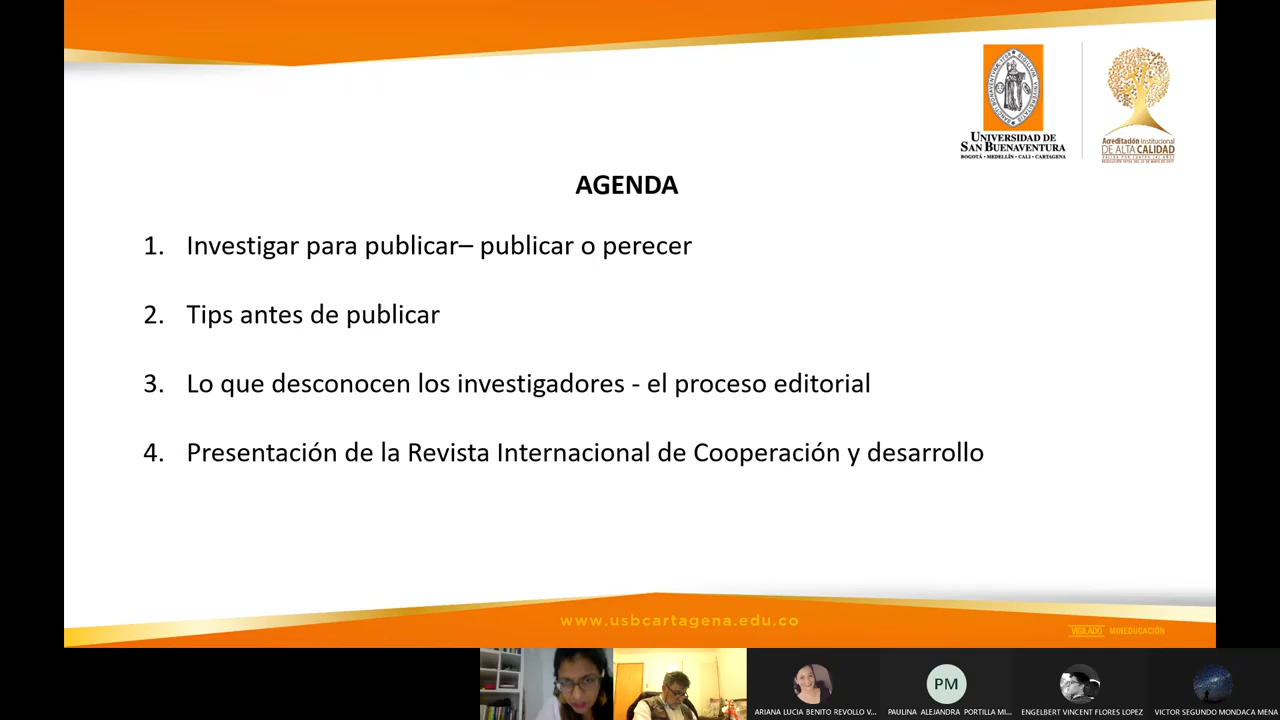 UNIVERSIDAD DE
SAN BUENAVENTURA
BOGOTÁ • MEDELLÍN • CALI • CARTAGENA
Acreditación Institucional
DE ALTA CALIDAD
AGENDA
1. Investigar para publicar– publicar o perecer
2. Tips antes de publicar
3. Lo que desconocen los investigadores - el proceso editorial
4. Presentación de la Revista Internacional de Cooperación y desarrollo
www.usbcartagena.edu.co
VIGILADO MINEDUCACIÓN
PM
ARIANA LUCIA BENITO REVOLLO V...
PAULINA ALEJANDRA PORTILLA MI...
ENGELBERT VINCENT FLORES LOPEZ
VICTOR SEGUNDO MONDACA MENA